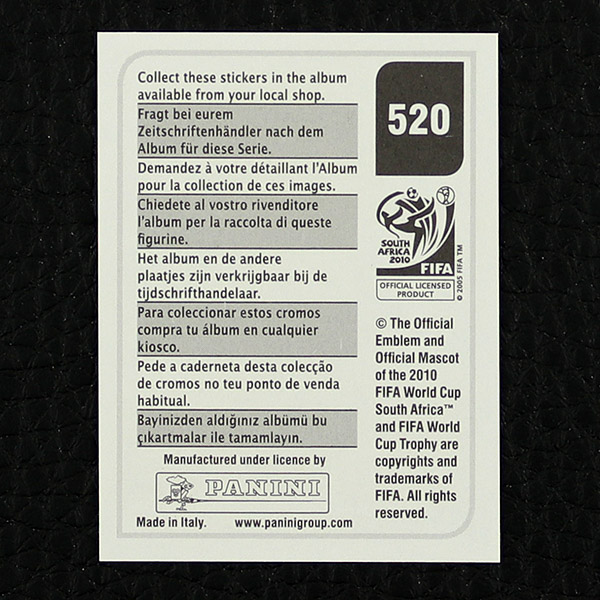 Collect these stickers in the album
available from your local shop.
Fragt bei eurem
Zeitschriftenhändler nach dem
Album für diese Serie.
Demandez à votre détaillant l'Album
pour la collection de ces images.
Chiedete al vostro rivenditore
l'album per la raccolta di queste
figurine.
Het album en de andere
plaatjes zijn verkrijgbaar bij de
tijdschrifthandelaar.
Para coleccionar estos cromos
compra tu álbum en cualquier
kiosco.
Pede a caderneta desta colecção
de cromos no teu ponto de venda
habitual.
Bayinizden aldığınız albümü bu
çıkartmalar ile tamamlayın.
Manufactured under licence by
PANINI
Made in Italy. www.paninigroup.com
520
SOUTH
AFRICA
2010
FIFA
OFFICIAL LICENSED
PRODUCT
© 2005 FIFA TM
© The Official
Emblem and
Official Mascot
of the 2010
FIFA World Cup
South Africa™
and FIFA World
Cup Trophy are
copyrights and
trademarks of
FIFA. All rights
reserved.